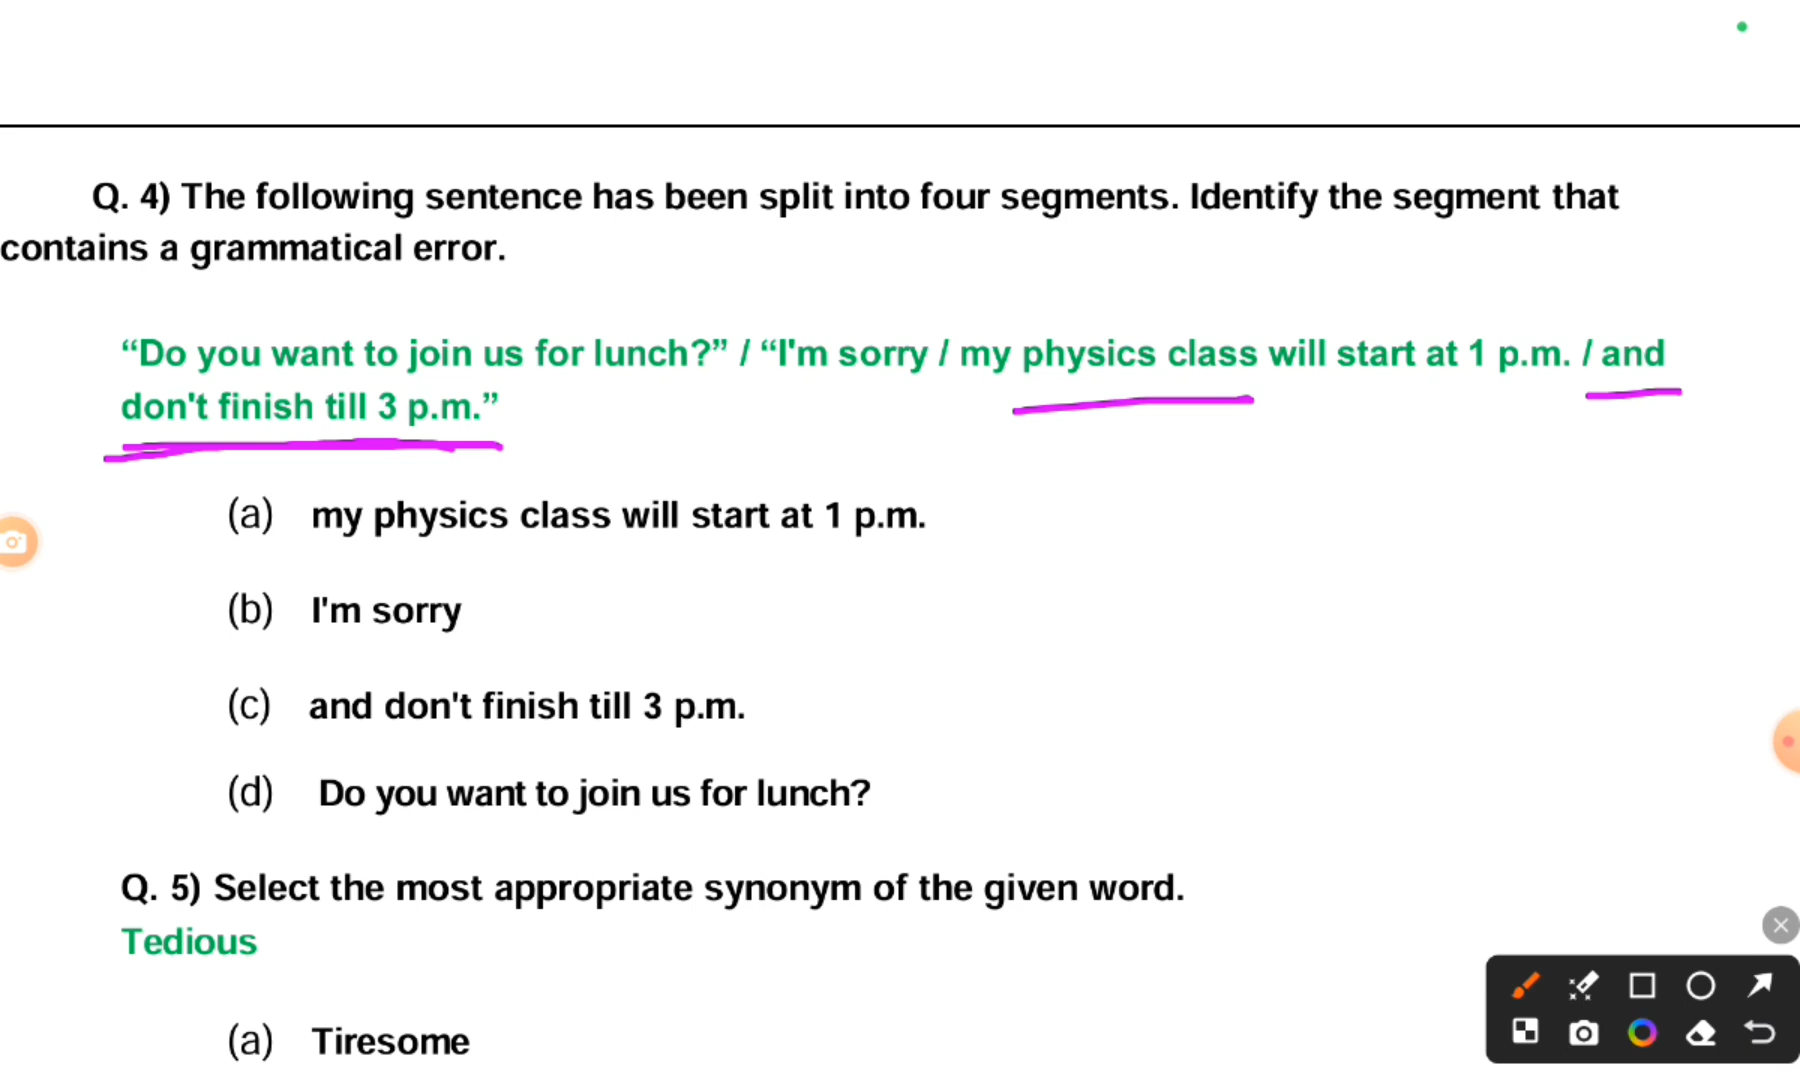 Q. 4) The following sentence has been split into four segments. Identify the segment that
contains a grammatical error.
“Do you want to join us for lunch?” / “I'm sorry / my physics class will start at 1 p.m. / and
don't finish till 3 p.m.”
(a) my physics class will start at 1 p.m.
(b) I'm sorry
(c) and don't finish till 3 p.m.
(d) Do you want to join us for lunch?
Q. 5) Select the most appropriate synonym of the given word.
Tedious
(a) Tiresome